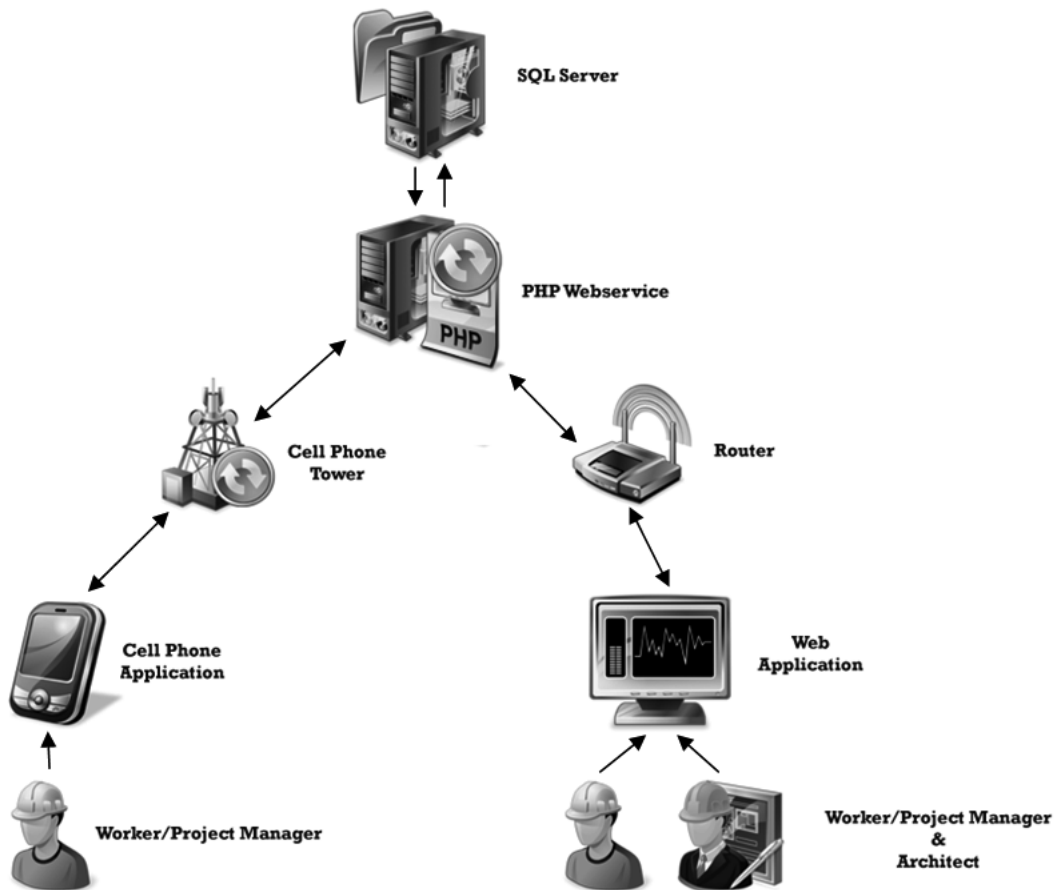 SQL Server
PHP Webservice
PHP
Cell Phone
Tower
Router
Cell Phone
Application
Web
Application
Worker/Project Manager
Worker/Project Manager
&
Architect